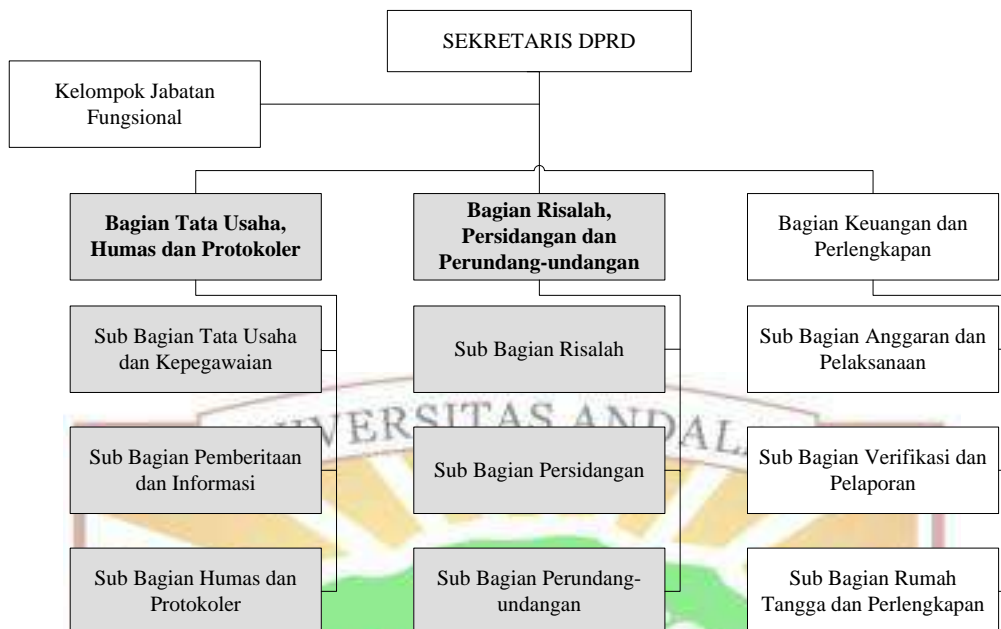 SEKRETARIS DPRD
Kelompok Jabatan
Fungsional
Bagian Tata Usaha,
Humas dan Protokoler
Bagian Risalah,
Persidangan dan
Perundang-undangan
Bagian Keuangan dan
Perlengkapan
Sub Bagian Tata Usaha
dan Kepegawaian
Sub Bagian Risalah
Sub Bagian Anggaran dan
Pelaksanaan
UNIVERSITAS ANDALA
Sub Bagian Pemberitaan
dan Informasi
Sub Bagian Persidangan
Sub Bagian Verifikasi dan
Pelaporan
Sub Bagian Humas dan
Protokoler
Sub Bagian Perundang-
undangan
Sub Bagian Rumah
Tangga dan Perlengkapan